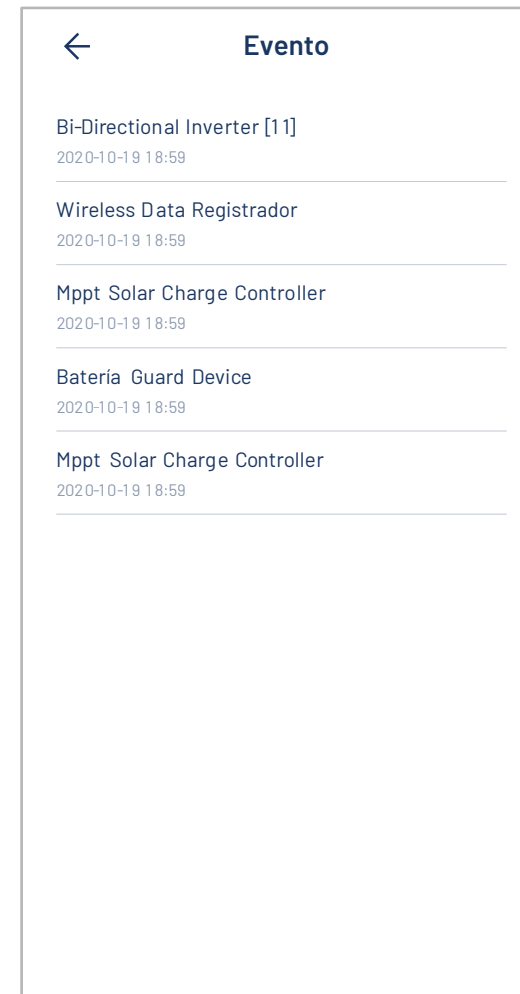 Evento
Bi-Directional Inverter [11]
2020-10-19 18:59
Wireless Data Registrador
2020-10-19 18:59
Mppt Solar Charge Controller
2020-10-19 18:59
Batería Guard Device
2020-10-19 18:59
Mppt Solar Charge Controller
2020-10-19 18:59